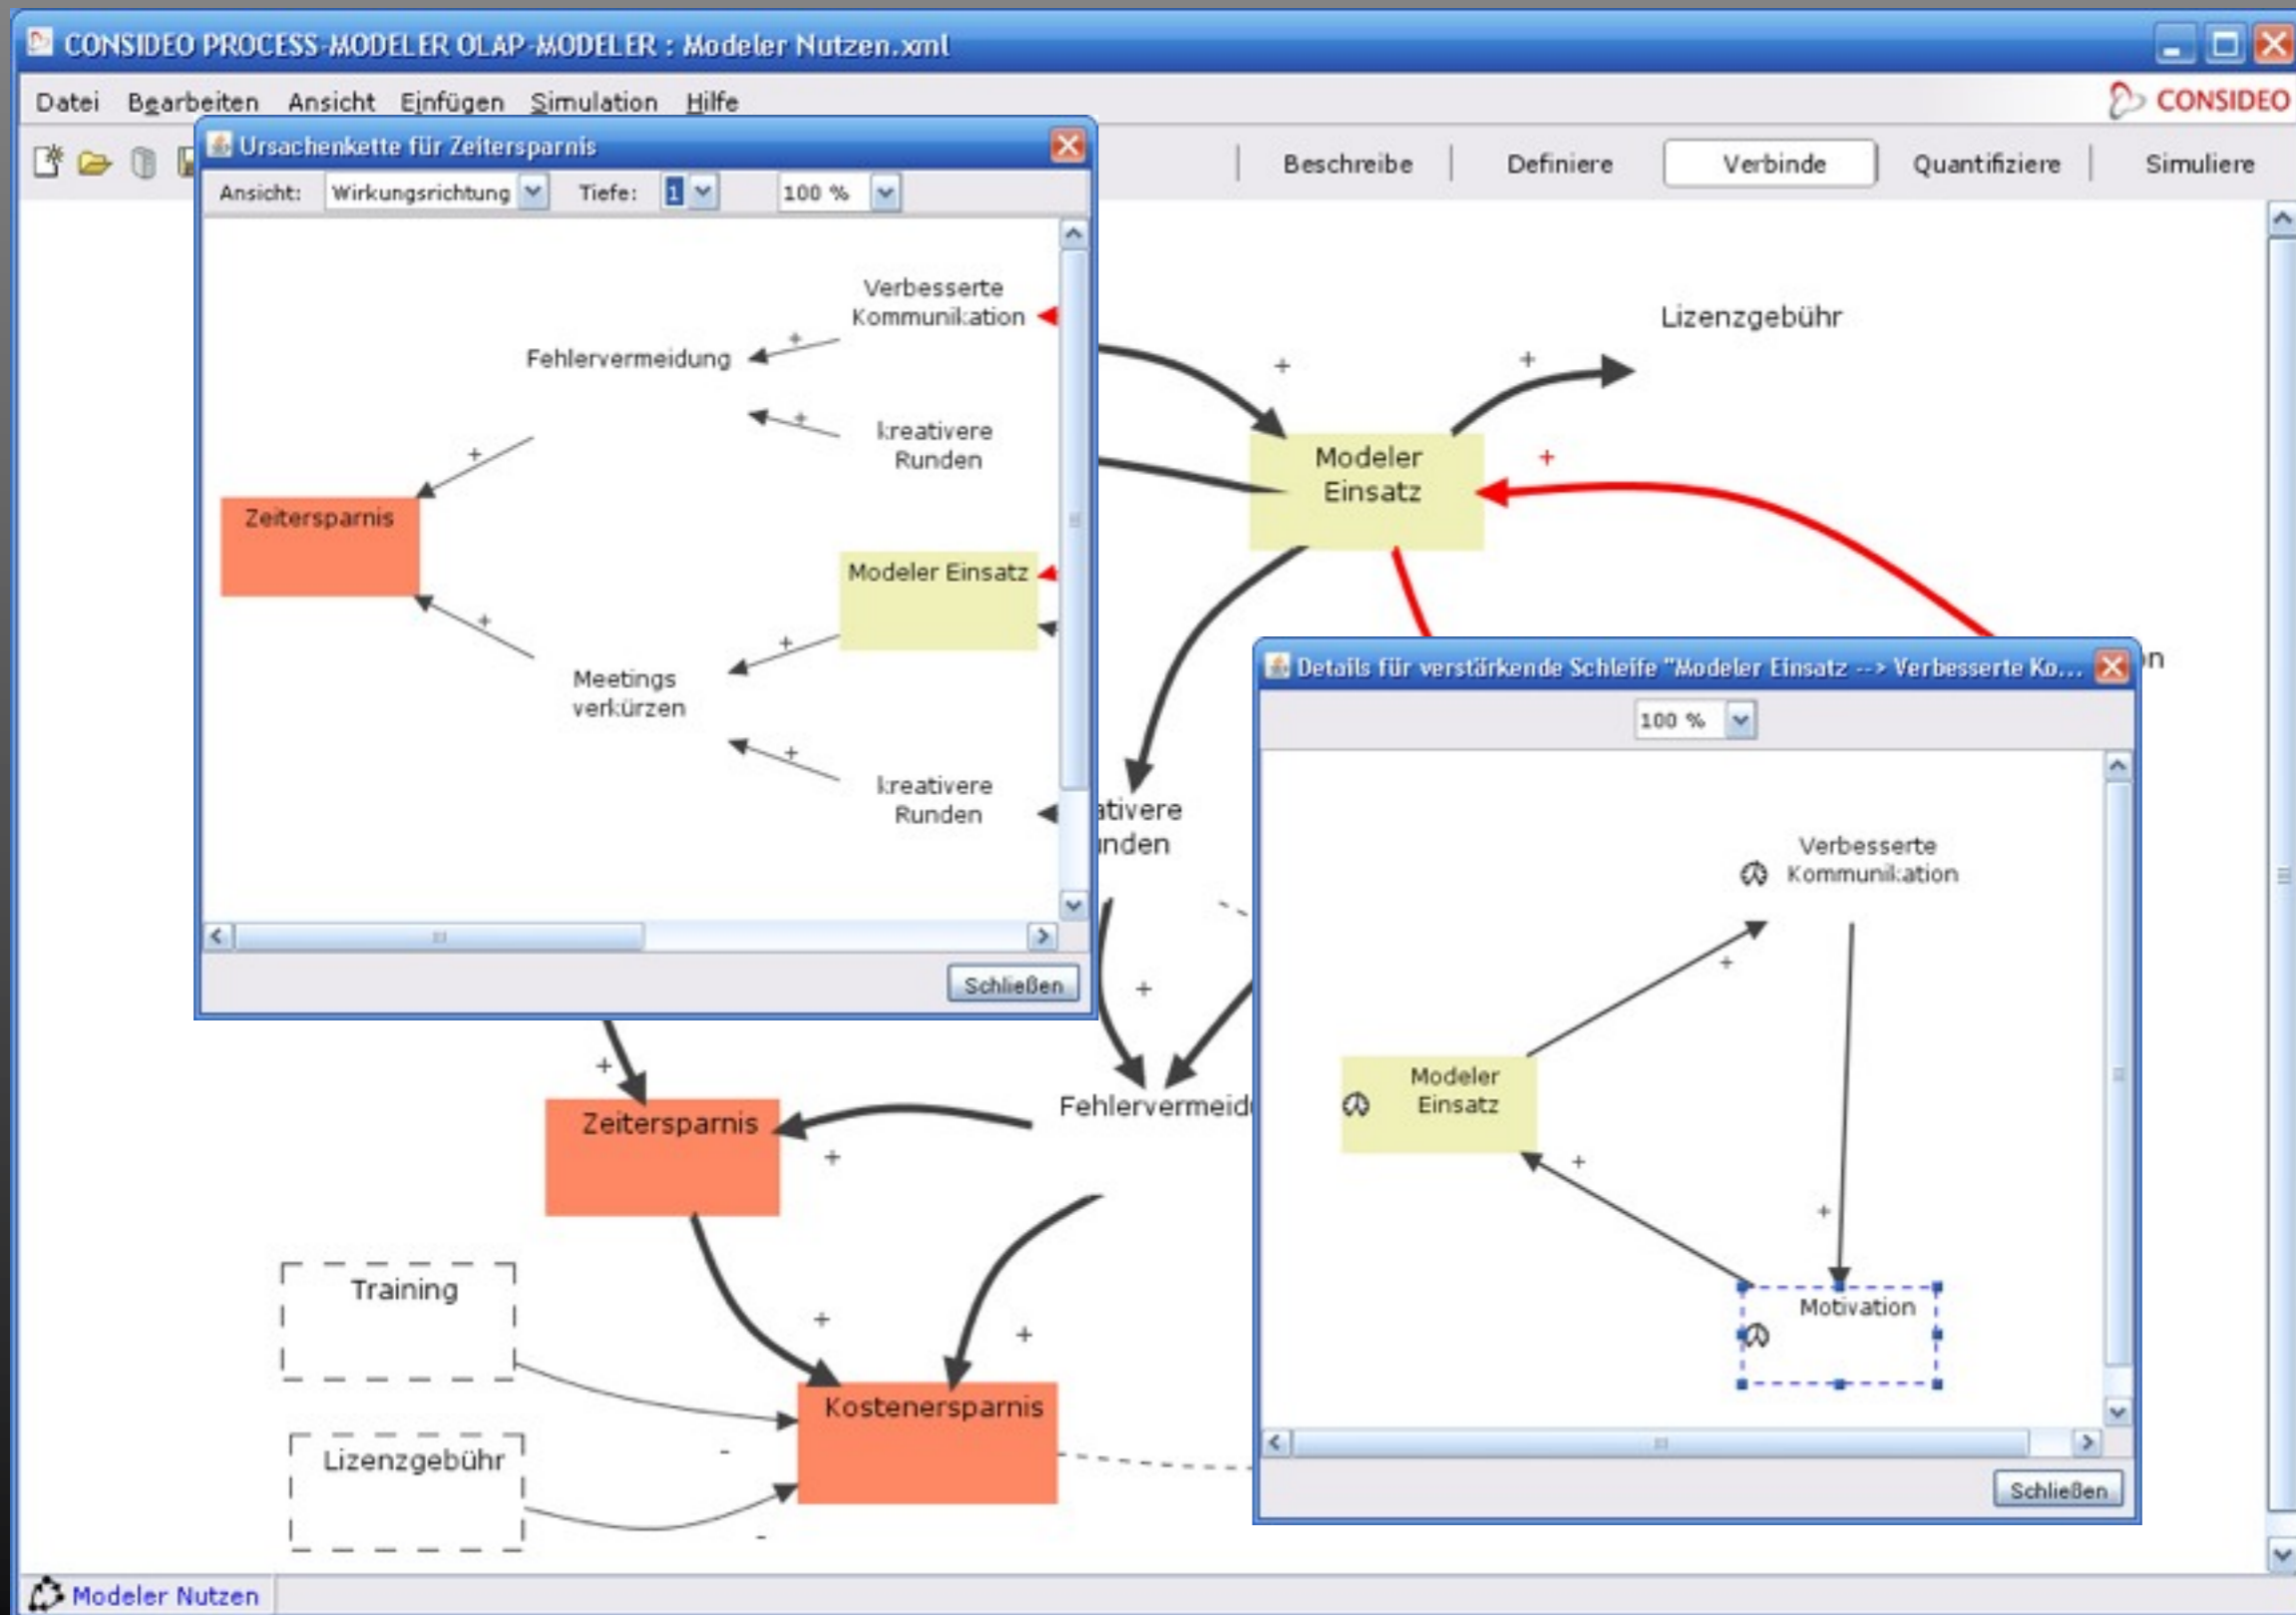 CONSIDEO PROCESS-MODELER OLAP-MODELER : Modeler Nutzen.xml
Datei Bearbeiten Ansicht Einfügen Simulation Hilfe
CONSIDEO
Beschreibe Definiere Verbinde Quantifiziere Simuliere
Ursachenkette für Zeitersparnis
Ansicht: Wirkungsrichtung Tiefe: 1 100 %
Verbesserte
Kommunikation
+
Fehlervermeidung
+
kreativere
Runden
+
Zeitersparnis
Modeler Einsatz
+
+
Meetings
verkürzen
+
kreativere
Runden
Schließen
Lizenzgebühr
+
+
Modeler
Einsatz
+
n
ativere
nden
+
+
Fehlervermeid
Zeitersparnis
+
Training
+
+
Kostenersparnis
-
Lizenzgebühr
-
Details für verstärkende Schleife "Modeler Einsatz --> Verbesserte Ko...
100 %
Verbesserte
Kommunikation
+
Modeler
Einsatz
+
+
Motivation
Schließen
Modeler Nutzen